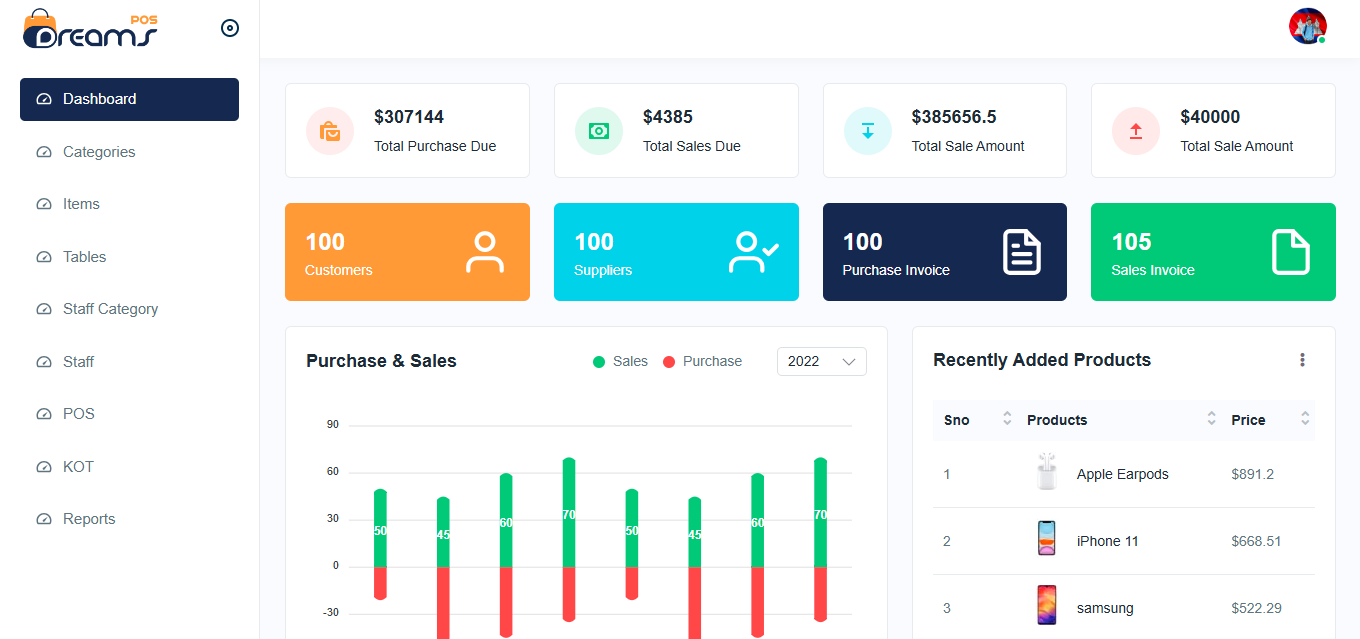 POS
Dreams
Dashboard
Categories
Items
Tables
Staff Category
Staff
POS
KOT
Reports
$307144
Total Purchase Due
$4385
Total Sales Due
$385656.5
Total Sale Amount
$40000
Total Sale Amount
100
Customers
100
Suppliers
100
Purchase Invoice
105
Sales Invoice
Purchase & Sales
Sales
Purchase
2022
90
60
30
0
-30
50
45
60
70
50
45
60
70
Recently Added Products
Sno Products Price
1 Apple Earpods $891.2
2 iPhone 11 $668.51
3 samsung $522.29